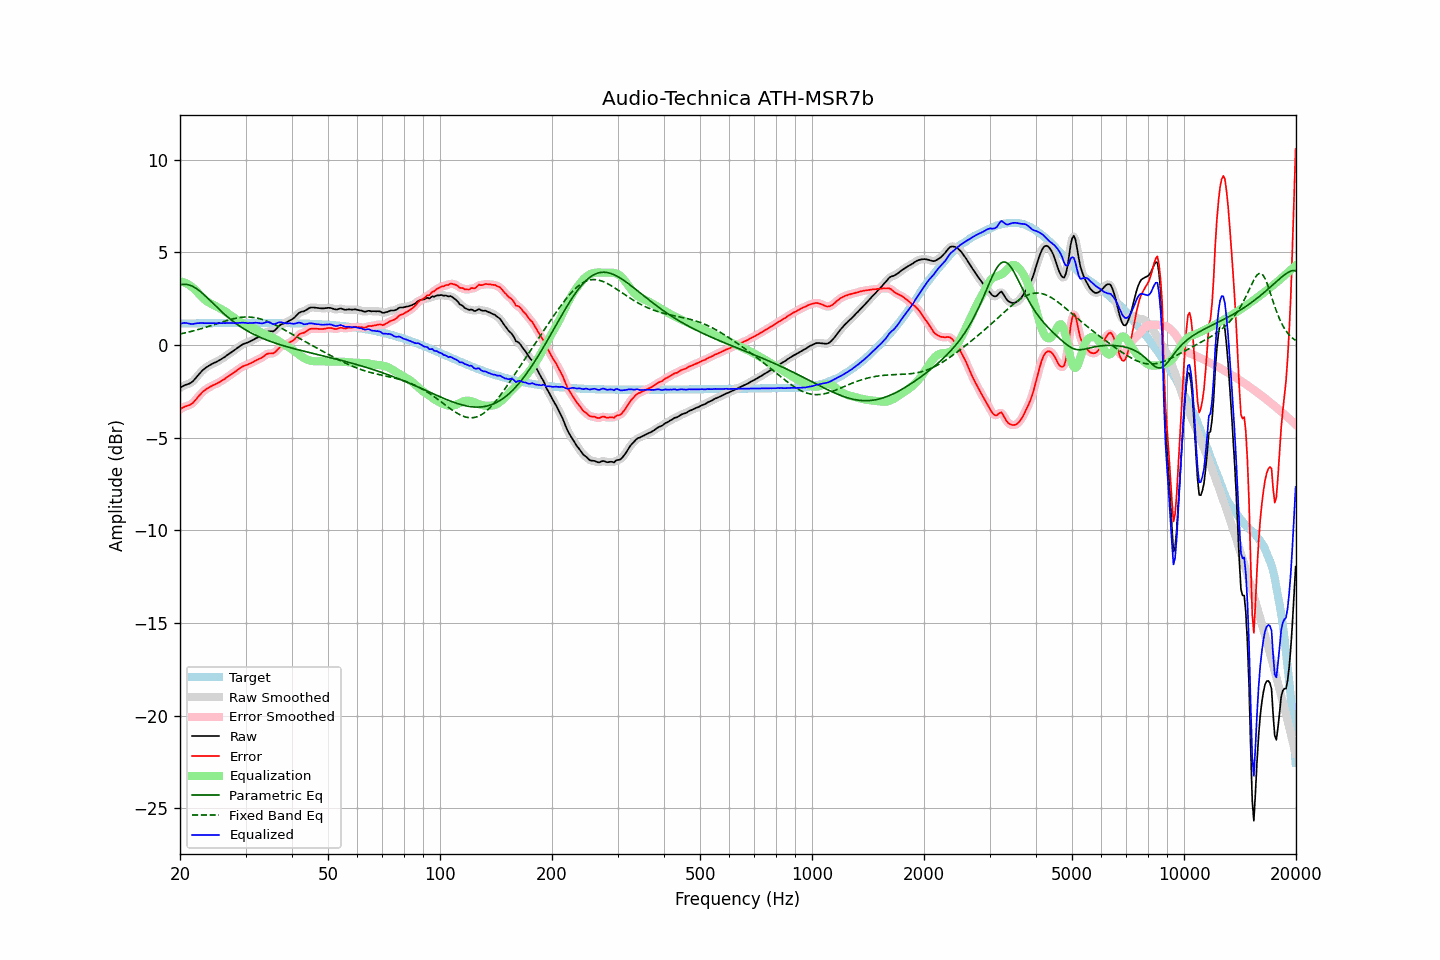 Audio-Technica ATH-MSR7b
Amplitude (dBr)
10
5
0
−5
−10
−15
−20
−25
Target
Raw Smoothed
Error Smoothed
Raw
Error
Equalization
Parametric Eq
Fixed Band Eq
Equalized
20 50 100 200 500 1000 2000 5000 10000 20000
Frequency (Hz)